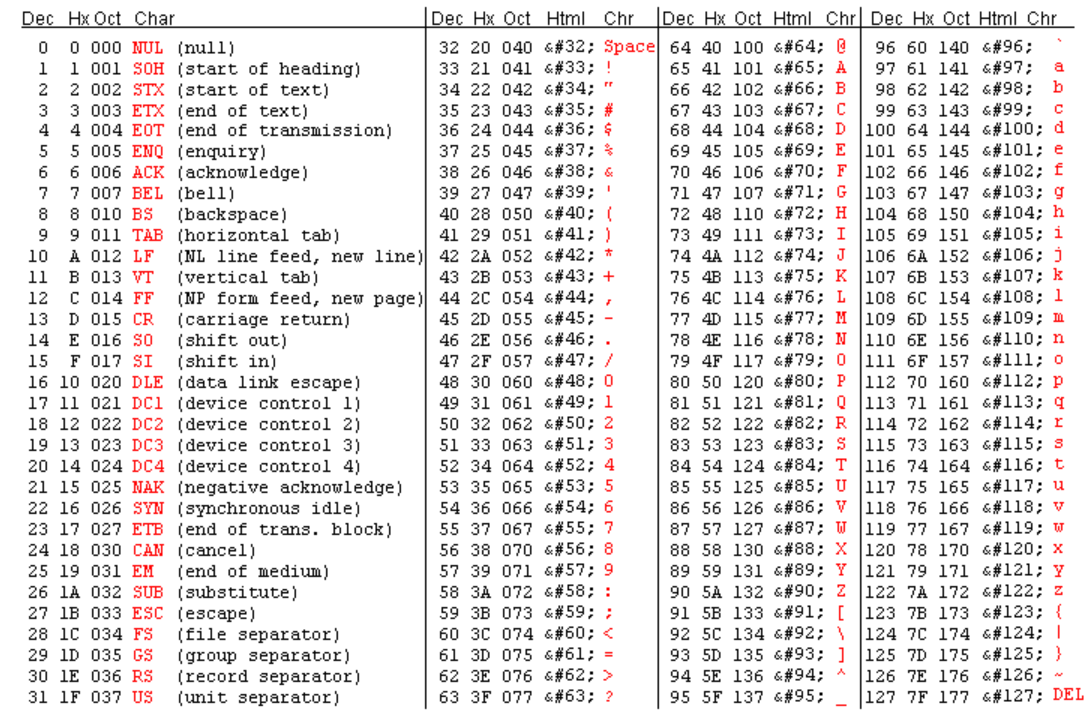 Dec Hx Oct Char Dec Hx Oct Html Chr Dec Hx Oct Html Chr Dec Hx Oct Html Chr
0 0 000 NUL (null) 32 20 040 &#32; Space 64 40 100 &#64; @ 96 60 140 &#96; `
1 1 001 SOH (start of heading) 33 21 041 &#33; ! 65 41 101 &#65; A 97 61 141 &#97; a
2 2 002 STX (start of text) 34 22 042 &#34; " 66 42 102 &#66; B 98 62 142 &#98; b
3 3 003 ETX (end of text) 35 23 043 &#35; # 67 43 103 &#67; C 99 63 143 &#99; c
4 4 004 EOT (end of transmission) 36 24 044 &#36; $ 68 44 104 &#68; D 100 64 144 &#100; d
5 5 005 ENQ (enquiry) 37 25 045 &#37; % 69 45 105 &#69; E 101 65 145 &#101; e
6 6 006 ACK (acknowledge) 38 26 046 &#38; & 70 46 106 &#70; F 102 66 146 &#102; f
7 7 007 BEL (bell) 39 27 047 &#39; ' 71 47 107 &#71; G 103 67 147 &#103; g
8 8 010 BS (backspace) 40 28 050 &#40; ( 72 48 110 &#72; H 104 68 150 &#104; h
9 9 011 TAB (horizontal tab) 41 29 051 &#41; ) 73 49 111 &#73; I 105 69 151 &#105; i
10 A 012 LF (NL line feed, new line) 42 2A 052 &#42; * 74 4A 112 &#74; J 106 6A 152 &#106; j
11 B 013 VT (vertical tab) 43 2B 053 &#43; + 75 4B 113 &#75; K 107 6B 153 &#107; k
12 C 014 FF (NP form feed, new page) 44 2C 054 &#44; , 76 4C 114 &#76; L 108 6C 154 &#108; l
13 D 015 CR (carriage return) 45 2D 055 &#45; - 77 4D 115 &#77; M 109 6D 155 &#109; m
14 E 016 SO (shift out) 46 2E 056 &#46; . 78 4E 116 &#78; N 110 6E 156 &#110; n
15 F 017 SI (shift in) 47 2F 057 &#47; / 79 4F 117 &#79; O 111 6F 157 &#111; o
16 10 020 DLE (data link escape) 48 30 060 &#48; 0 80 50 120 &#80; P 112 70 160 &#112; p
17 11 021 DC1 (device control 1) 49 31 061 &#49; 1 81 51 121 &#81; Q 113 71 161 &#113; q
18 12 022 DC2 (device control 2) 50 32 062 &#50; 2 82 52 122 &#82; R 114 72 162 &#114; r
19 13 023 DC3 (device control 3) 51 33 063 &#51; 3 83 53 123 &#83; S 115 73 163 &#115; s
20 14 024 DC4 (device control 4) 52 34 064 &#52; 4 84 54 124 &#84; T 116 74 164 &#116; t
21 15 025 NAK (negative acknowledge) 53 35 065 &#53; 5 85 55 125 &#85; U 117 75 165 &#117; u
22 16 026 SYN (synchronous idle) 54 36 066 &#54; 6 86 56 126 &#86; V 118 76 166 &#118; v
23 17 027 ETB (end of trans. block) 55 37 067 &#55; 7 87 57 127 &#87; W 119 77 167 &#119; w
24 18 030 CAN (cancel) 56 38 070 &#56; 8 88 58 130 &#88; X 120 78 170 &#120; x
25 19 031 EM (end of medium) 57 39 071 &#57; 9 89 59 131 &#89; Y 121 79 171 &#121; y
26 1A 032 SUB (substitute) 58 3A 072 &#58; : 90 5A 132 &#90; Z 122 7A 172 &#122; z
27 1B 033 ESC (escape) 59 3B 073 &#59; ; 91 5B 133 &#91; [ 123 7B 173 &#123; {
28 1C 034 FS (file separator) 60 3C 074 &#60; < 92 5C 134 &#92; \ 124 7C 174 &#124; |
29 1D 035 GS (group separator) 61 3D 075 &#61; = 93 5D 135 &#93; ] 125 7D 175 &#125; }
30 1E 036 RS (record separator) 62 3E 076 &#62; > 94 5E 136 &#94; ^ 126 7E 176 &#126; ~
31 1F 037 US (unit separator) 63 3F 077 &#63; ? 95 5F 137 &#95; _ 127 7F 177 &#127; DEL